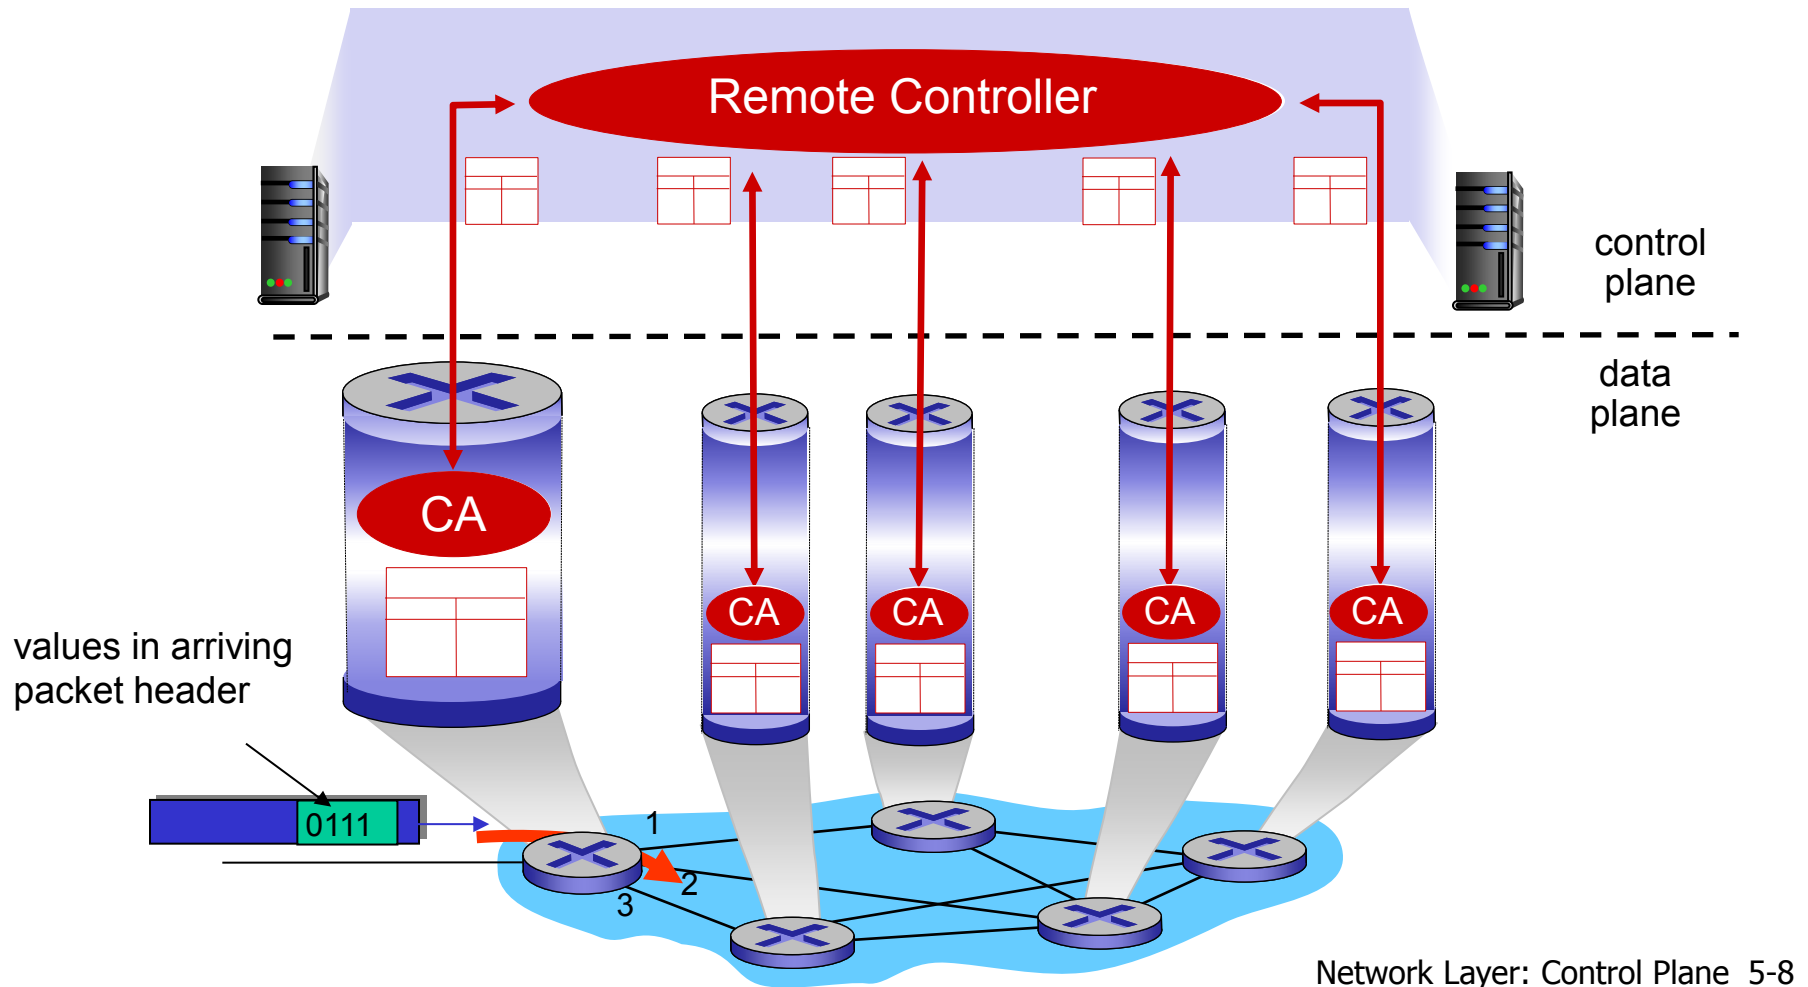 Remote Controller
control
plane
data
plane
CA
CA
CA
CA
CA
values in arriving
packet header
0111
1
2
3
Network Layer: Control Plane 5-8